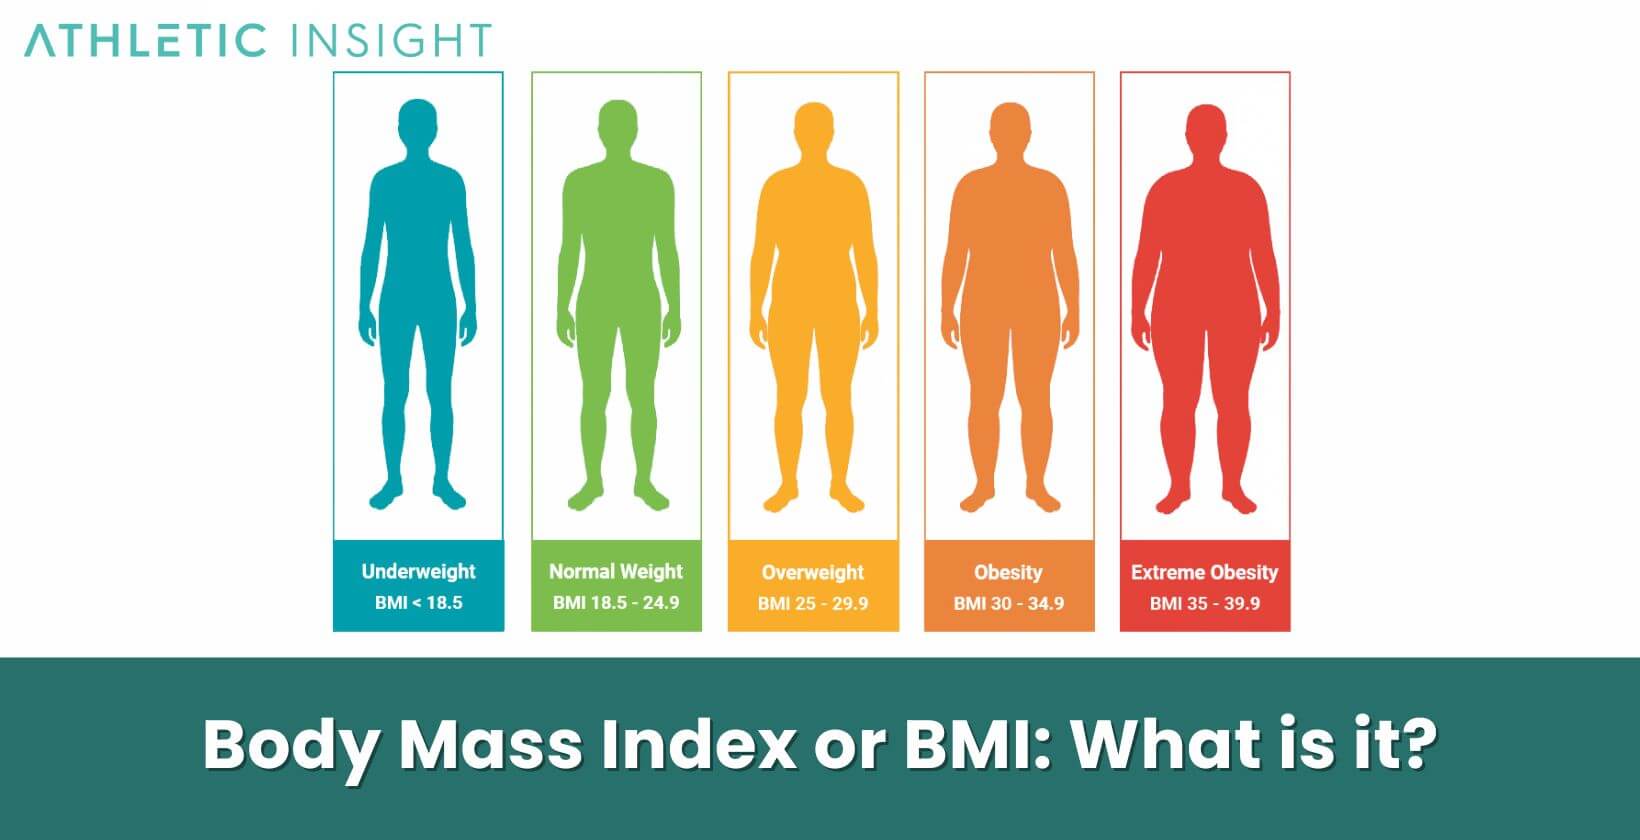 ATHLETIC INSIGHT
Underweight
BMI < 18.5
Normal Weight
BMI 18.5 - 24.9
Overweight
BMI 25 - 29.9
Obesity
BMI 30 - 34.9
Extreme Obesity
BMI 35 - 39.9
Body Mass Index or BMI: What is it?